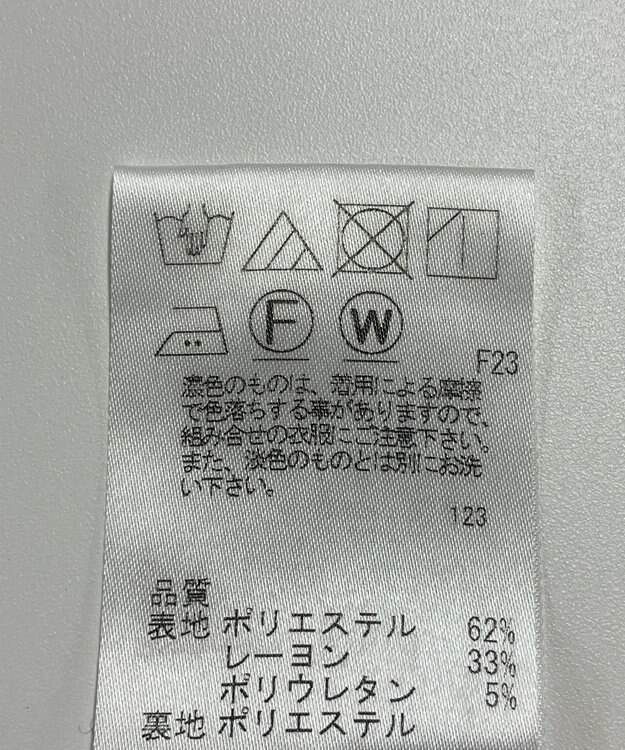 F W
F23
濃色のものは、着用による摩擦
で色落ちする事がありますので、
組み合せの衣服にご注意下さい。
また、淡色のものとは別にお洗
い下さい。
123
品質
表地 ポリエステル 62%
レーヨン 33%
ポリウレタン 5%
裏地 ポリエステル